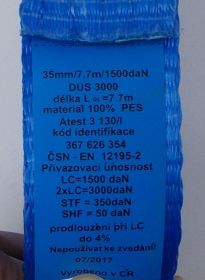 35mm/7.7m/1500daN
DUS 3000
délka L ∝=7.7m
material 100% PES
Atest 3 130/I
kód identifikace
367 626 354
ČSN - EN 12195-2
Přivazovací únosnost
LC=1500 daN
2xLC=3000daN
STF = 350daN
SHF = 50 daN
prodloužení při LC
do 4%
Nepoužívat ke zvedání!
07/2017
Vyrobeno v ČR